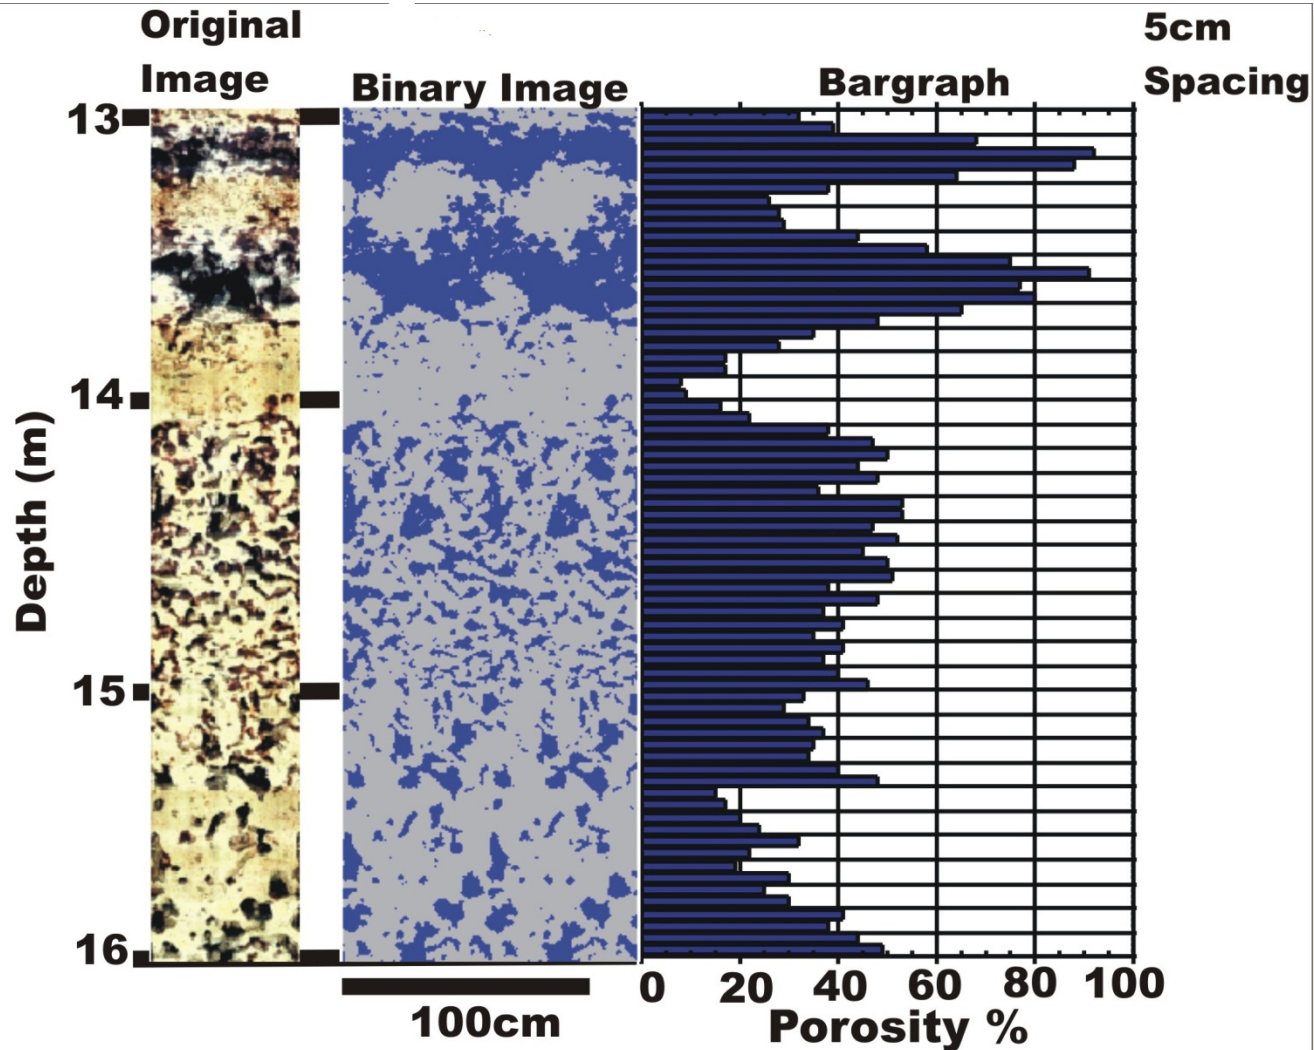 Original
Image
Binary Image
Bargraph
5cm
Spacing
13
14
15
16
Depth (m)
100cm
0 20 40 60 80 100
Porosity %